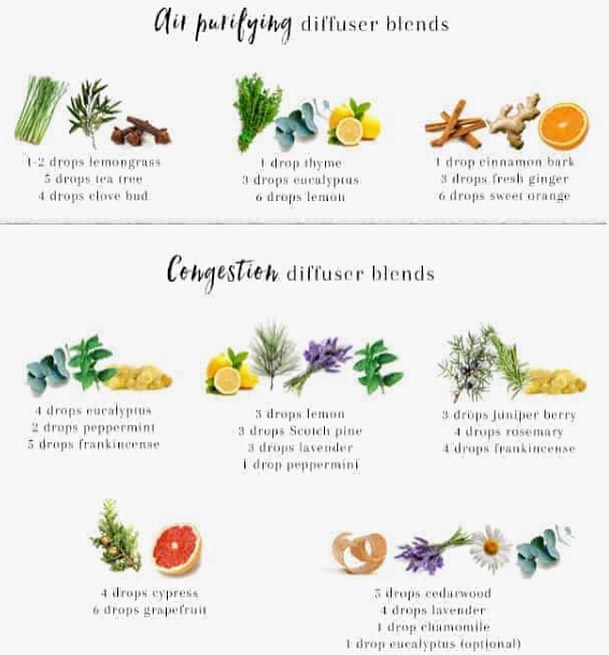 Air purifying diffuser blends
1-2 drops lemongrass
5 drops tea tree
4 drops clove bud
1 drop thyme
3 drops eucalyptus
6 drops lemon
1 drop cinnamon bark
3 drops fresh ginger
6 drops sweet orange
Congestion diffuser blends
4 drops eucalyptus
2 drops peppermint
5 drops frankincense
3 drops lemon
3 drops Scotch pine
3 drops lavender
1 drop peppermint
3 drops Juniper berry
4 drops rosemary
4 drops frankincense
4 drops cypress
6 drops grapefruit
5 drops cedarwood
4 drops lavender
1 drop chamomile
1 drop eucalyptus (optional)